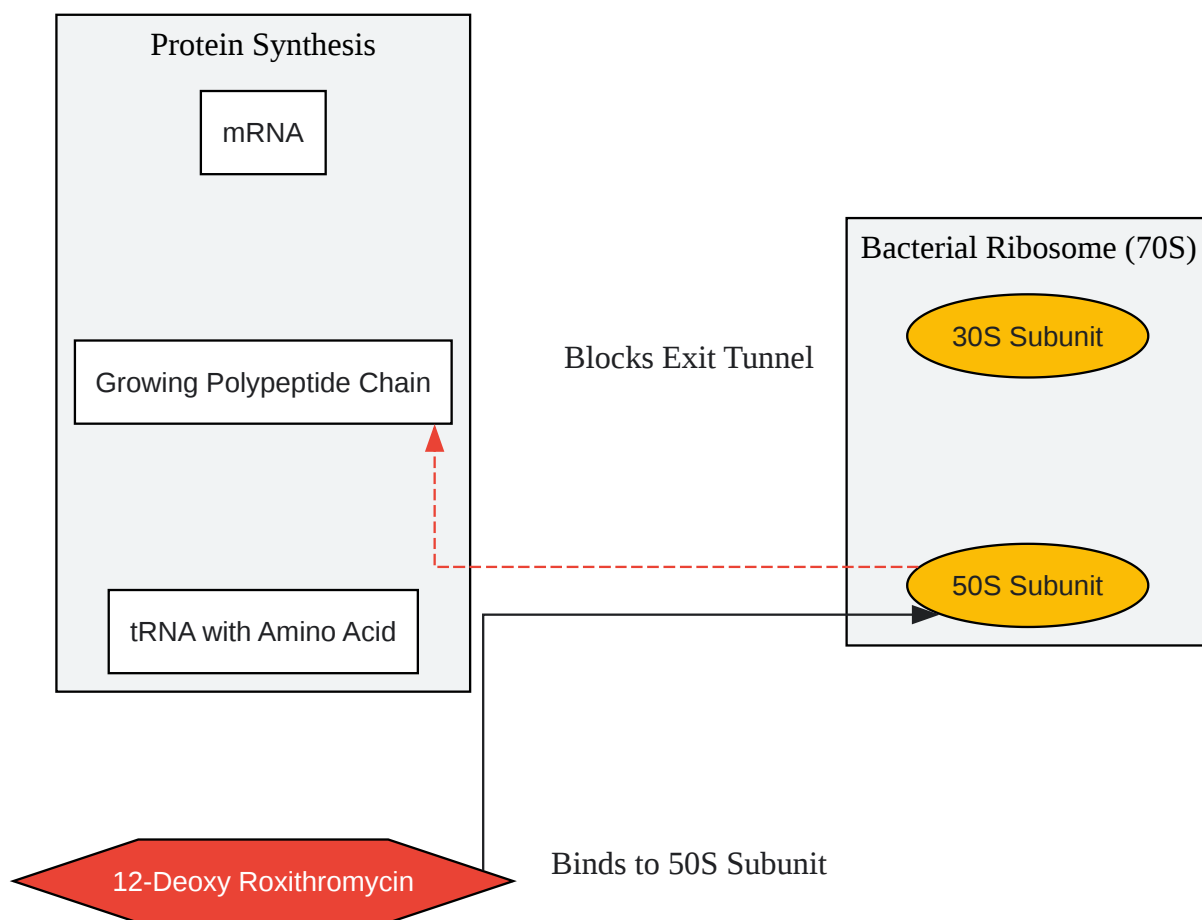 Protein Synthesis
mRNA
Growing Polypeptide Chain
tRNA with Amino Acid
Blocks Exit Tunnel
Bacterial Ribosome (70S)
30S Subunit
50S Subunit
12-Deoxy Roxithromycin
Binds to 50S Subunit